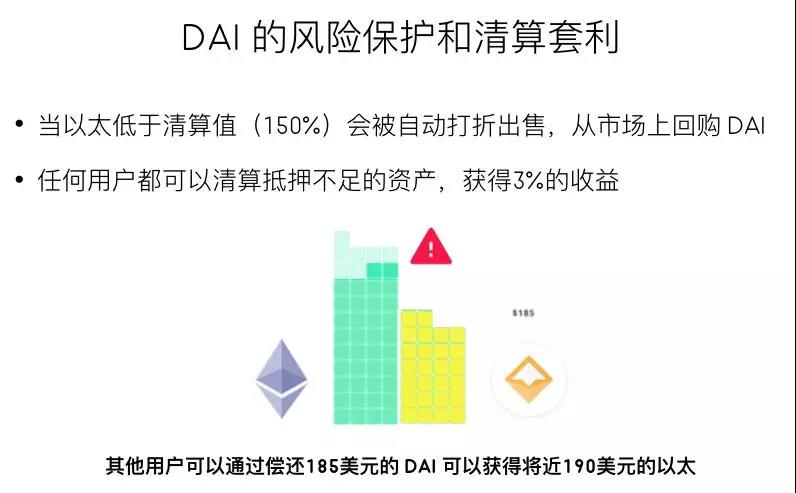 DAI 的风险保护和清算套利
• 当以太低于清算值（150%）会被自动打折出售，从市场上回购 DAI
• 任何用户都可以清算抵押不足的资产，获得3%的收益
$185
其他用户可以通过偿还185美元的 DAI 可以获得将近190美元的以太